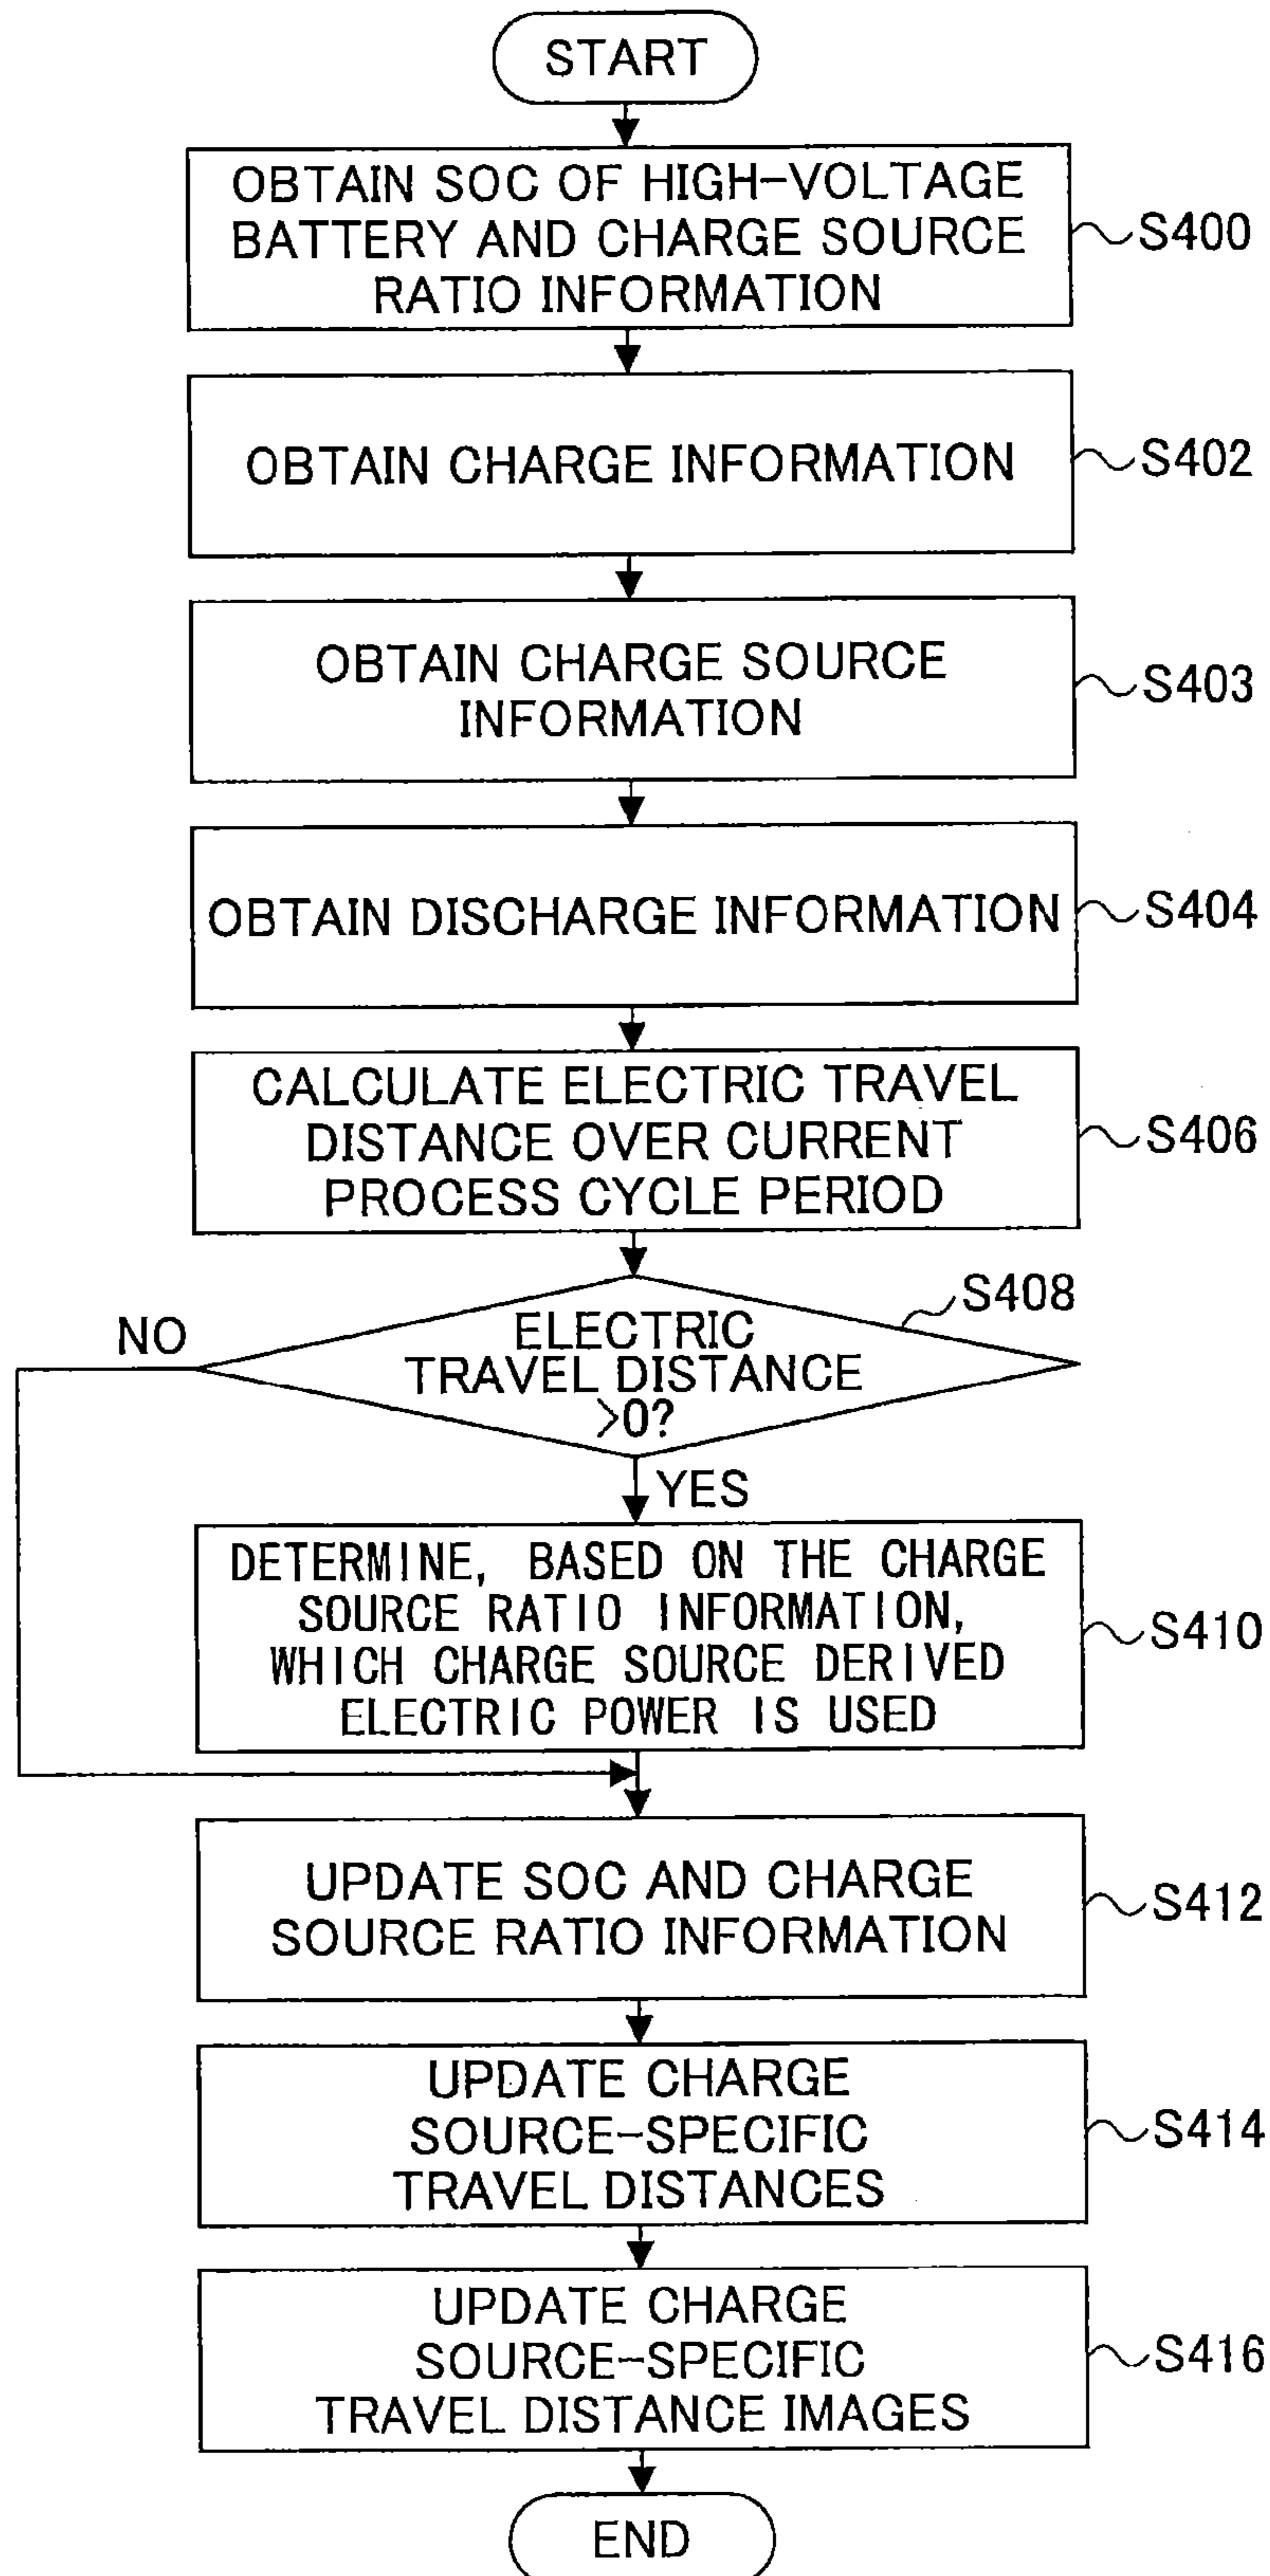 START
OBTAIN SOC OF HIGH-VOLTAGE
BATTERY AND CHARGE SOURCE
RATIO INFORMATION
S400
OBTAIN CHARGE INFORMATION
S402
OBTAIN CHARGE SOURCE
INFORMATION
S403
OBTAIN DISCHARGE INFORMATION
S404
CALCULATE ELECTRIC TRAVEL
DISTANCE OVER CURRENT
PROCESS CYCLE PERIOD
S406
S408
NO
ELECTRIC
TRAVEL DISTANCE
>0?
YES
DETERMINE, BASED ON THE CHARGE
SOURCE RATIO INFORMATION,
WHICH CHARGE SOURCE DERIVED
ELECTRIC POWER IS USED
S410
UPDATE SOC AND CHARGE
SOURCE RATIO INFORMATION
S412
UPDATE CHARGE
SOURCE-SPECIFIC
TRAVEL DISTANCES
S414
UPDATE CHARGE
SOURCE-SPECIFIC
TRAVEL DISTANCE IMAGES
S416
END